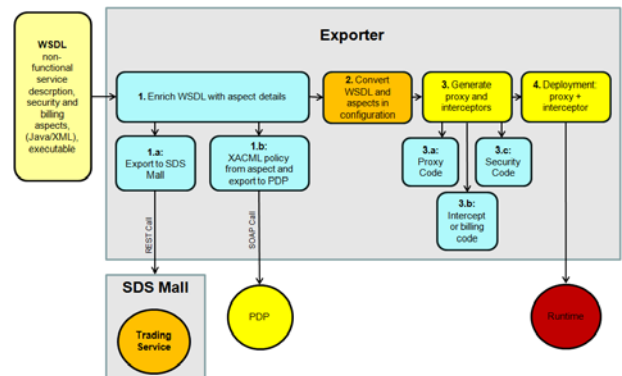 WSDL
non-
functional
service
descrption,
security and
billing
aspects,
(Java/XML),
executable
Exporter
1. Enrich WSDL with aspect details
2. Convert
WSDL and
aspects in
configuration
3. Generate
proxy and
interceptors
4. Deployment:
proxy +
interceptor
1.a:
Export to SDS
Mall
1.b:
XACML policy
from aspect and
export to PDP
3.a:
Proxy
Code
3.c:
Security
Code
3.b:
Intercept
or billing
code
REST Call
SOAP Call
SDS Mall
Trading
Service
PDP
Runtime